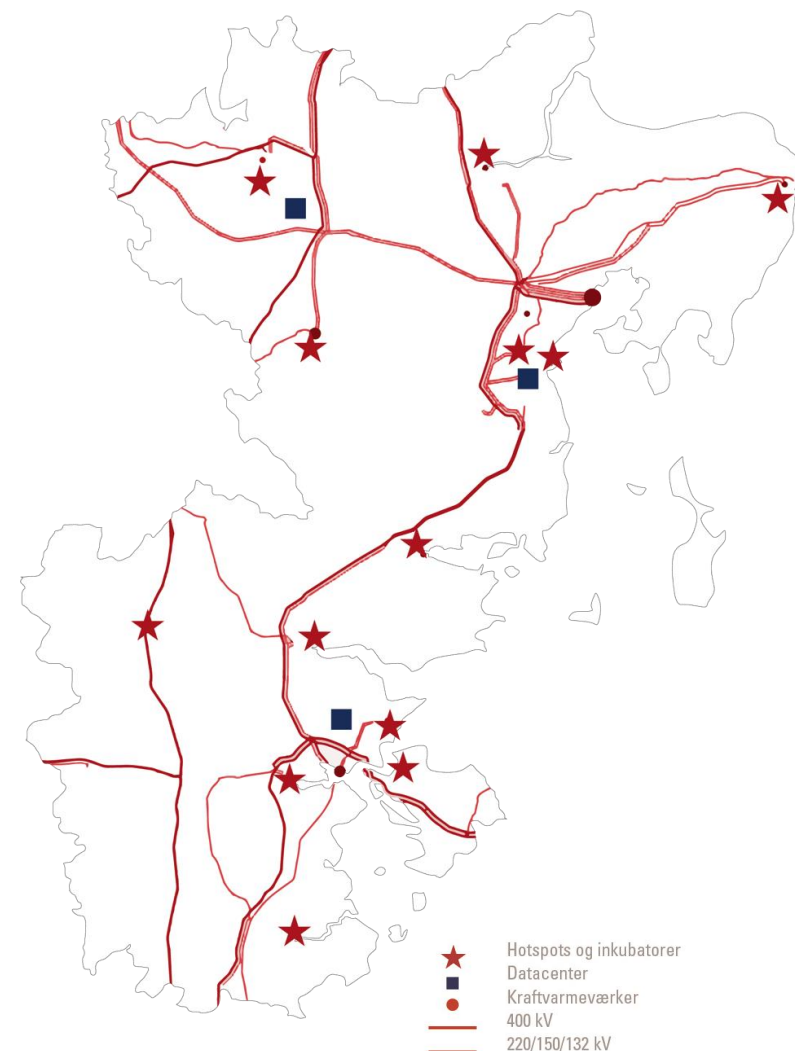 Hotspots og inkubatorer
Datacenter
Kraftvarmeværker
400 kV
220/150/132 kV